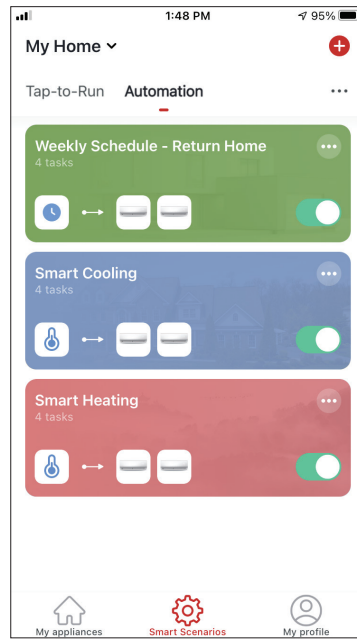 1:48 PM
95%
My Home
Tap-to-Run Automation
Weekly Schedule - Return Home
4 tasks
Smart Cooling
4 tasks
Smart Heating
4 tasks
My appliances Smart Scenarios My profile